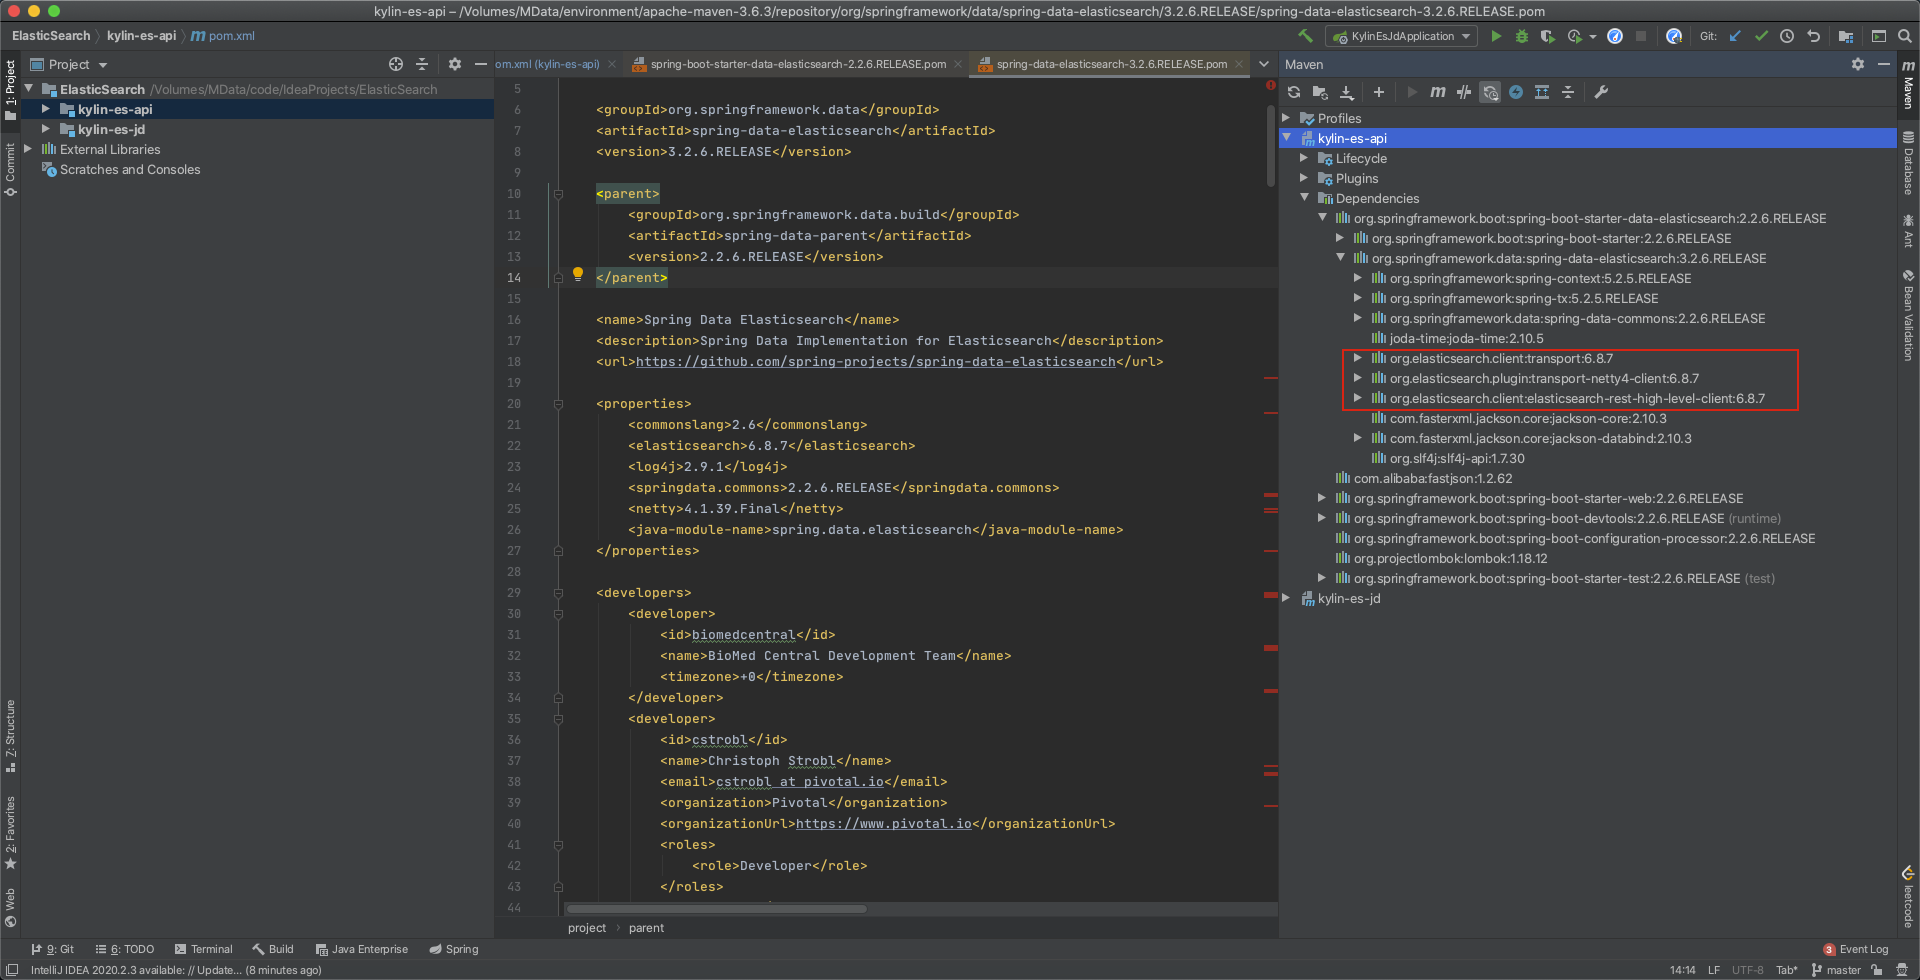 kylin-es-api – /Volumes/MData/environment/apache-maven-3.6.3/repository/org/springframework/data/spring-data-elasticsearch/3.2.6.RELEASE/spring-data-elasticsearch-3.2.6.RELEASE.pom
ElasticSearch kylin-es-api m pom.xml
KylinEsJdApplication
Git:
Project
om.xml (kylin-es-api)
spring-boot-starter-data-elasticsearch-2.2.6.RELEASE.pom
spring-data-elasticsearch-3.2.6.RELEASE.pom
Maven
1: Project
Commit
Z: Structure
2: Favorites
Web
ElasticSearch /Volumes/MData/code/IdeaProjects/ElasticSearch
kylin-es-api
kylin-es-jd
External Libraries
Scratches and Consoles
5
6 <groupId>org.springframework.data</groupId>
7 <artifactId>spring-data-elasticsearch</artifactId>
8 <version>3.2.6.RELEASE</version>
9
10 <parent>
11 <groupId>org.springframework.data.build</groupId>
12 <artifactId>spring-data-parent</artifactId>
13 <version>2.2.6.RELEASE</version>
14 </parent>
15
16 <name>Spring Data Elasticsearch</name>
17 <description>Spring Data Implementation for Elasticsearch</description>
18 <url>https://github.com/spring-projects/spring-data-elasticsearch</url>
19
20 <properties>
21 <commonslang>2.6</commonslang>
22 <elasticsearch>6.8.7</elasticsearch>
23 <log4j>2.9.1</log4j>
24 <springdata.commons>2.2.6.RELEASE</springdata.commons>
25 <netty>4.1.39.Final</netty>
26 <java-module-name>spring.data.elasticsearch</java-module-name>
27 </properties>
28
29 <developers>
30 <developer>
31 <id>biomedcentral</id>
32 <name>BioMed Central Development Team</name>
33 <timezone>+0</timezone>
34 </developer>
35 <developer>
36 <id>cstrobl</id>
37 <name>Christoph Strobl</name>
38 <email>cstrobl at pivotal.io</email>
39 <organization>Pivotal</organization>
40 <organizationUrl>https://www.pivotal.io</organizationUrl>
41 <roles>
42 <role>Developer</role>
43 </roles>
44
project parent
m
Profiles
kylin-es-api
Lifecycle
Plugins
Dependencies
org.springframework.boot:spring-boot-starter-data-elasticsearch:2.2.6.RELEASE
org.springframework.boot:spring-boot-starter:2.2.6.RELEASE
org.springframework.data:spring-data-elasticsearch:3.2.6.RELEASE
org.springframework:spring-context:5.2.5.RELEASE
org.springframework:spring-tx:5.2.5.RELEASE
org.springframework.data:spring-data-commons:2.2.6.RELEASE
joda-time:joda-time:2.10.5
org.elasticsearch.client:transport:6.8.7
org.elasticsearch.plugin:transport-netty4-client:6.8.7
org.elasticsearch.client:elasticsearch-rest-high-level-client:6.8.7
com.fasterxml.jackson.core:jackson-core:2.10.3
com.fasterxml.jackson.core:jackson-databind:2.10.3
org.slf4j:slf4j-api:1.7.30
com.alibaba:fastjson:1.2.62
org.springframework.boot:spring-boot-starter-web:2.2.6.RELEASE
org.springframework.boot:spring-boot-devtools:2.2.6.RELEASE (runtime)
org.springframework.boot:spring-boot-configuration-processor:2.2.6.RELEASE
org.projectlombok:lombok:1.18.12
org.springframework.boot:spring-boot-starter-test:2.2.6.RELEASE (test)
kylin-es-jd
m
Maven
Database
Ant
Bean Validation
leetcode
9: Git
6: TODO
Terminal
Build
Java Enterprise
Spring
3 Event Log
IntelliJ IDEA 2020.2.3 available: // Update... (8 minutes ago)
14:14 LF UTF-8 Tab* master